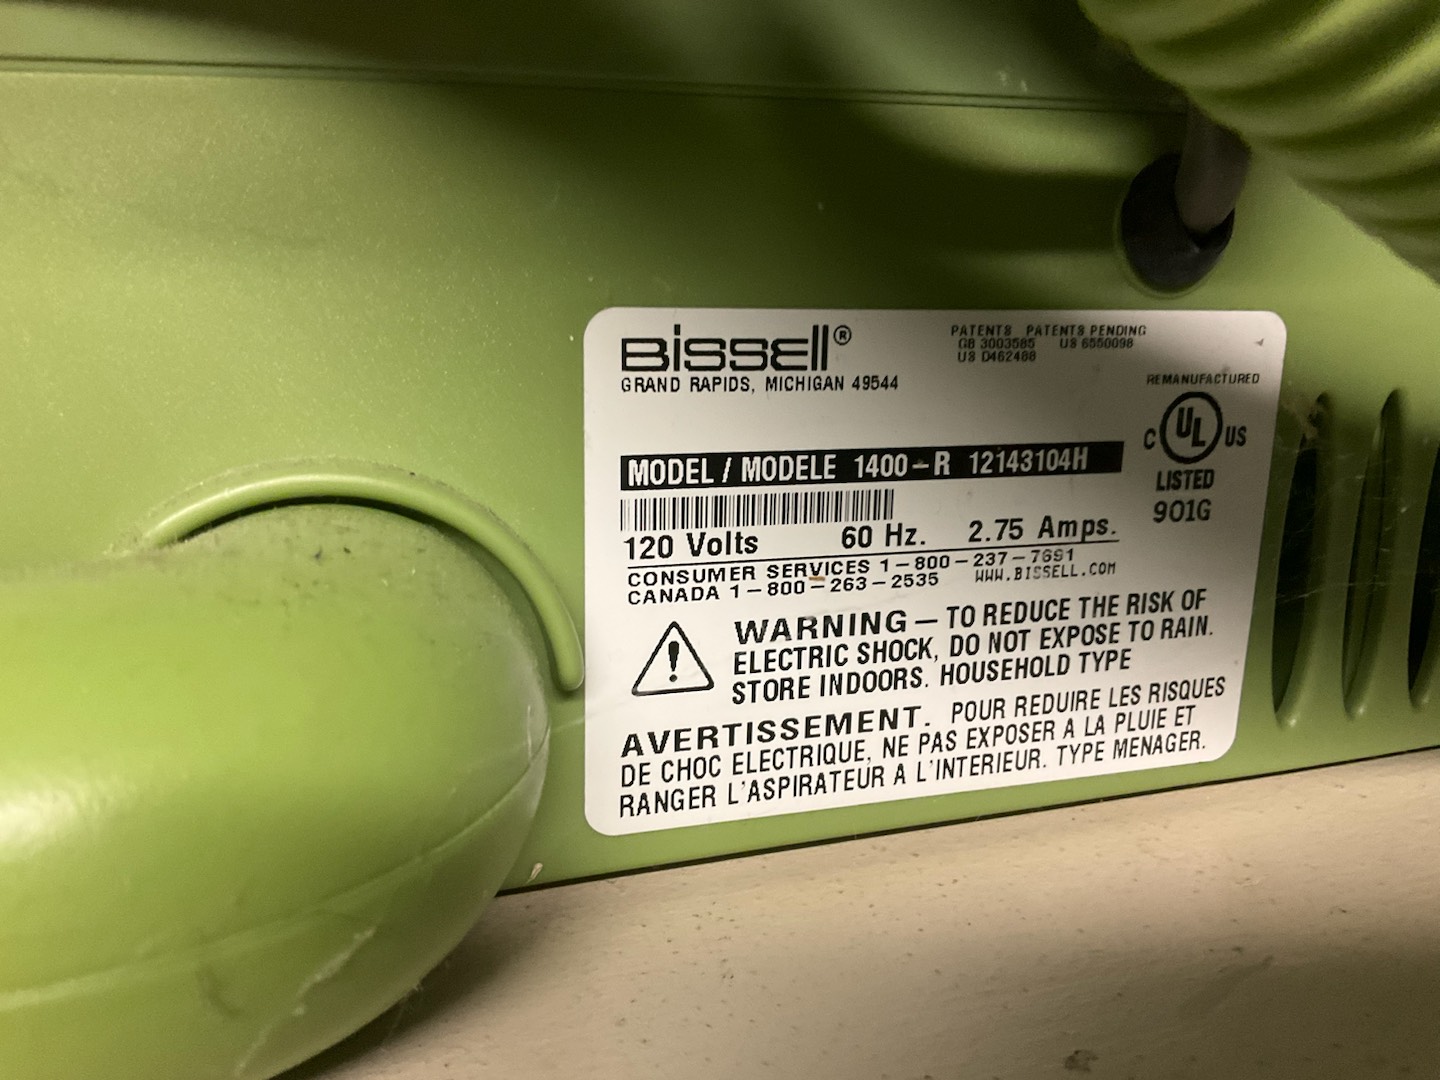 BISSELL®
GRAND RAPIDS, MICHIGAN 49544
PATENTS PATENTS PENDING
GB 3003585 US 6550098
US D462488
REMANUFACTURED
C UL US
LISTED
901G
MODEL / MODELE 1400-R 12143104H
120 Volts 60 Hz. 2.75 Amps.
CONSUMER SERVICES 1-800-237-7691
CANADA 1-800-263-2535 WWW.BISSELL.COM
WARNING — TO REDUCE THE RISK OF
ELECTRIC SHOCK, DO NOT EXPOSE TO RAIN.
STORE INDOORS. HOUSEHOLD TYPE
AVERTISSEMENT. POUR REDUIRE LES RISQUES
DE CHOC ELECTRIQUE, NE PAS EXPOSER A LA PLUIE ET
RANGER L'ASPIRATEUR A L'INTERIEUR. TYPE MENAGER.